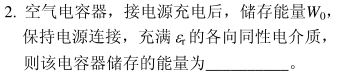 2. 空气电容器，接电源充电后，储存能量W₀，
保持电源连接，充满 εᵣ的各向同性电介质，
则该电容器储存的能量为__________。